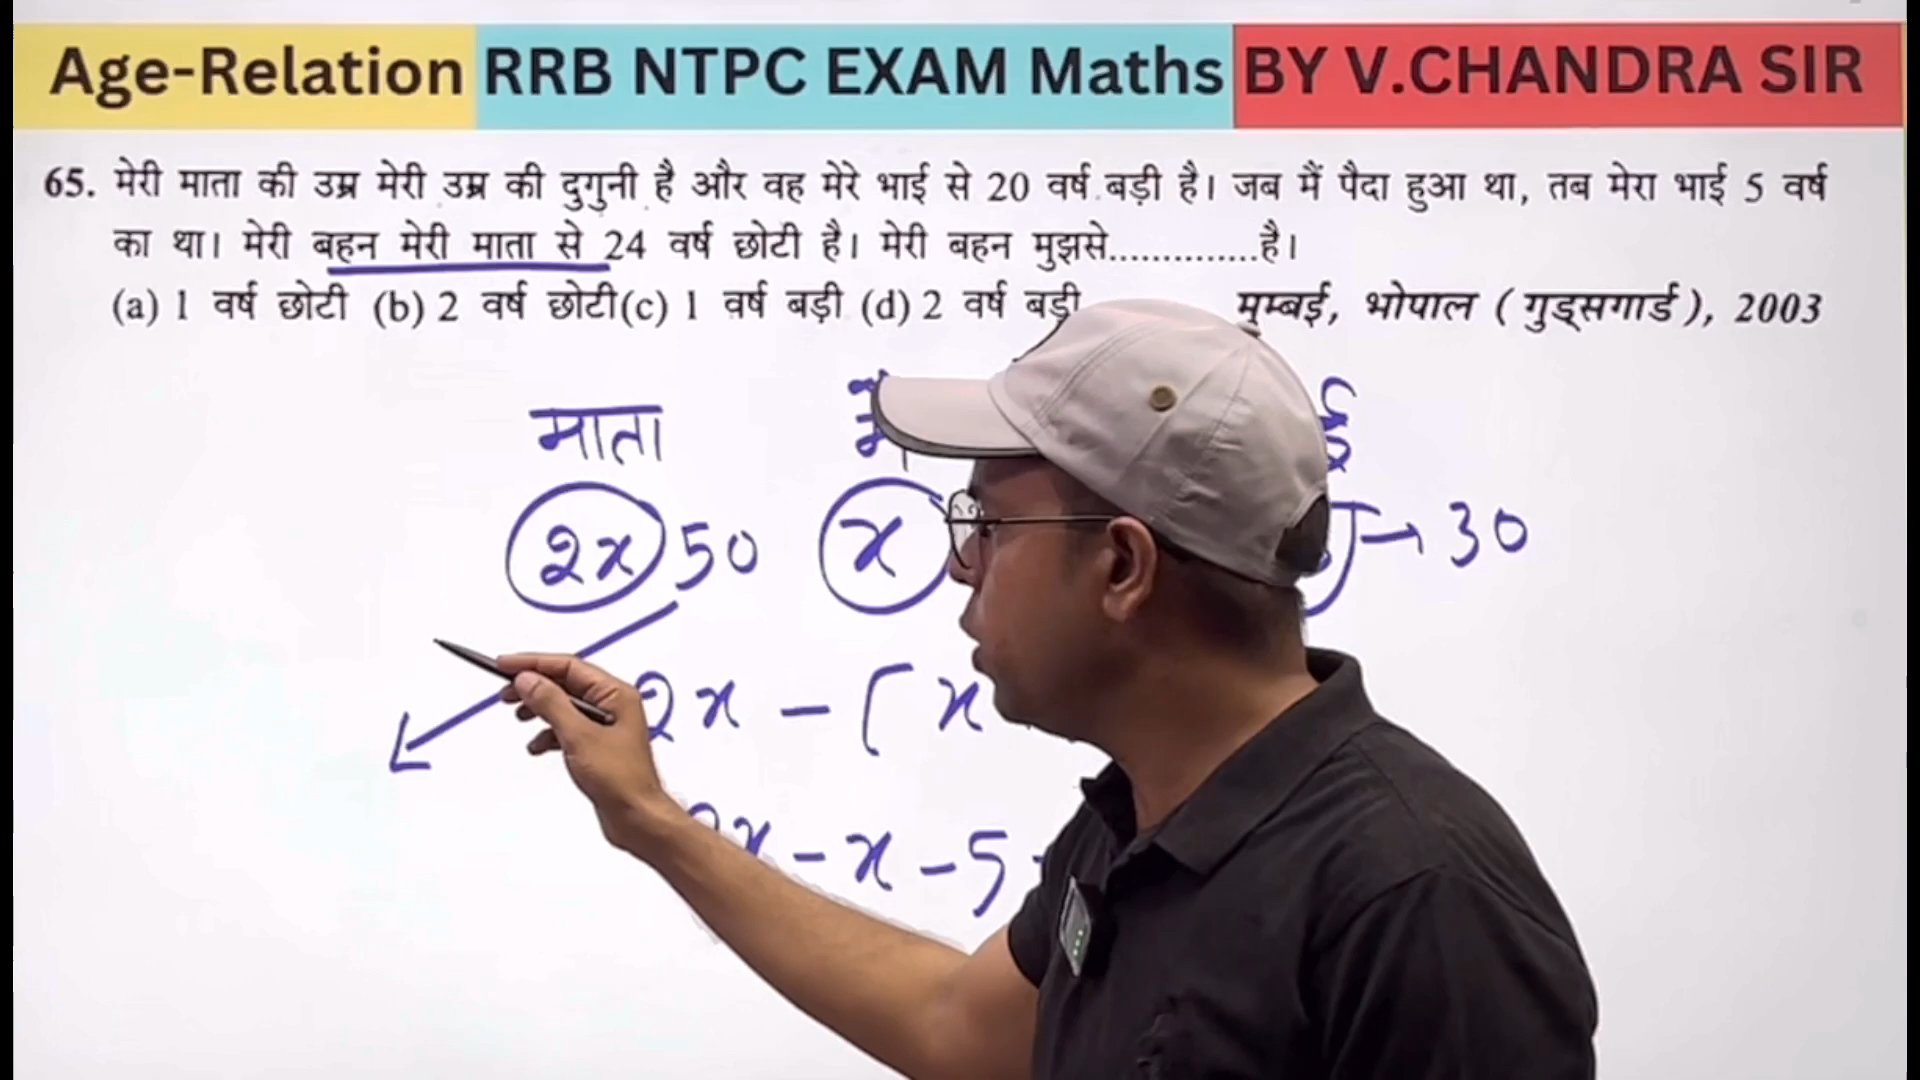 Age-Relation RRB NTPC EXAM Maths BY V.CHANDRA SIR
65. मेरी माता की उम्र मेरी उम्र की दुगुनी है और वह मेरे भाई से 20 वर्ष बड़ी है। जब मैं पैदा हुआ था, तब मेरा भाई 5 वर्ष
का था। मेरी बहन मेरी माता से 24 वर्ष छोटी है। मेरी बहन मुझसे..............है।
(a) 1 वर्ष छोटी (b) 2 वर्ष छोटी(c) 1 वर्ष बड़ी (d) 2 वर्ष बड़ी मुम्बई, भोपाल (गुड्सगार्ड), 2003
माता
2x 50 x → 30
2x - [x
2x - x - 5